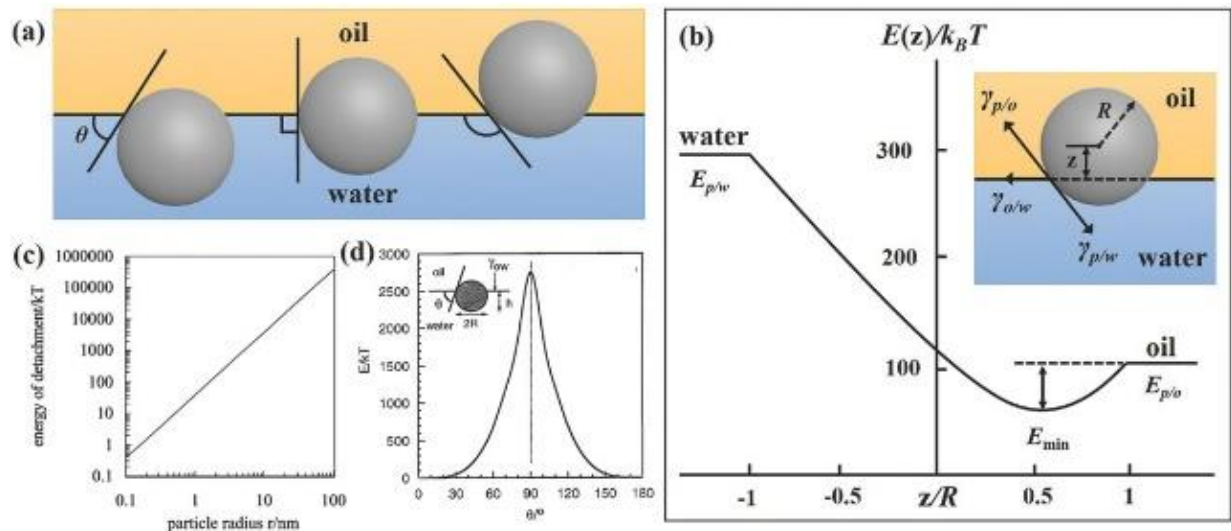 (a)
oil
θ
water
(b)
E(z)/k_BT
water
E_p/w
300
200
100
oil
E_p/o
E_min
-1
-0.5
z/R
0.5
1
γ_p/o
R
oil
z
γ_o/w
γ_p/w
water
(c)
energy of detachment/kT
1000000
100000
10000
1000
100
10
1
0.1
0.1
1
10
100
particle radius r/nm
(d)
E/kT
3000
2500
2000
1500
1000
500
0
0
30
60
90
120
150
180
θ/°
oil
γow
θ
h
water
2R